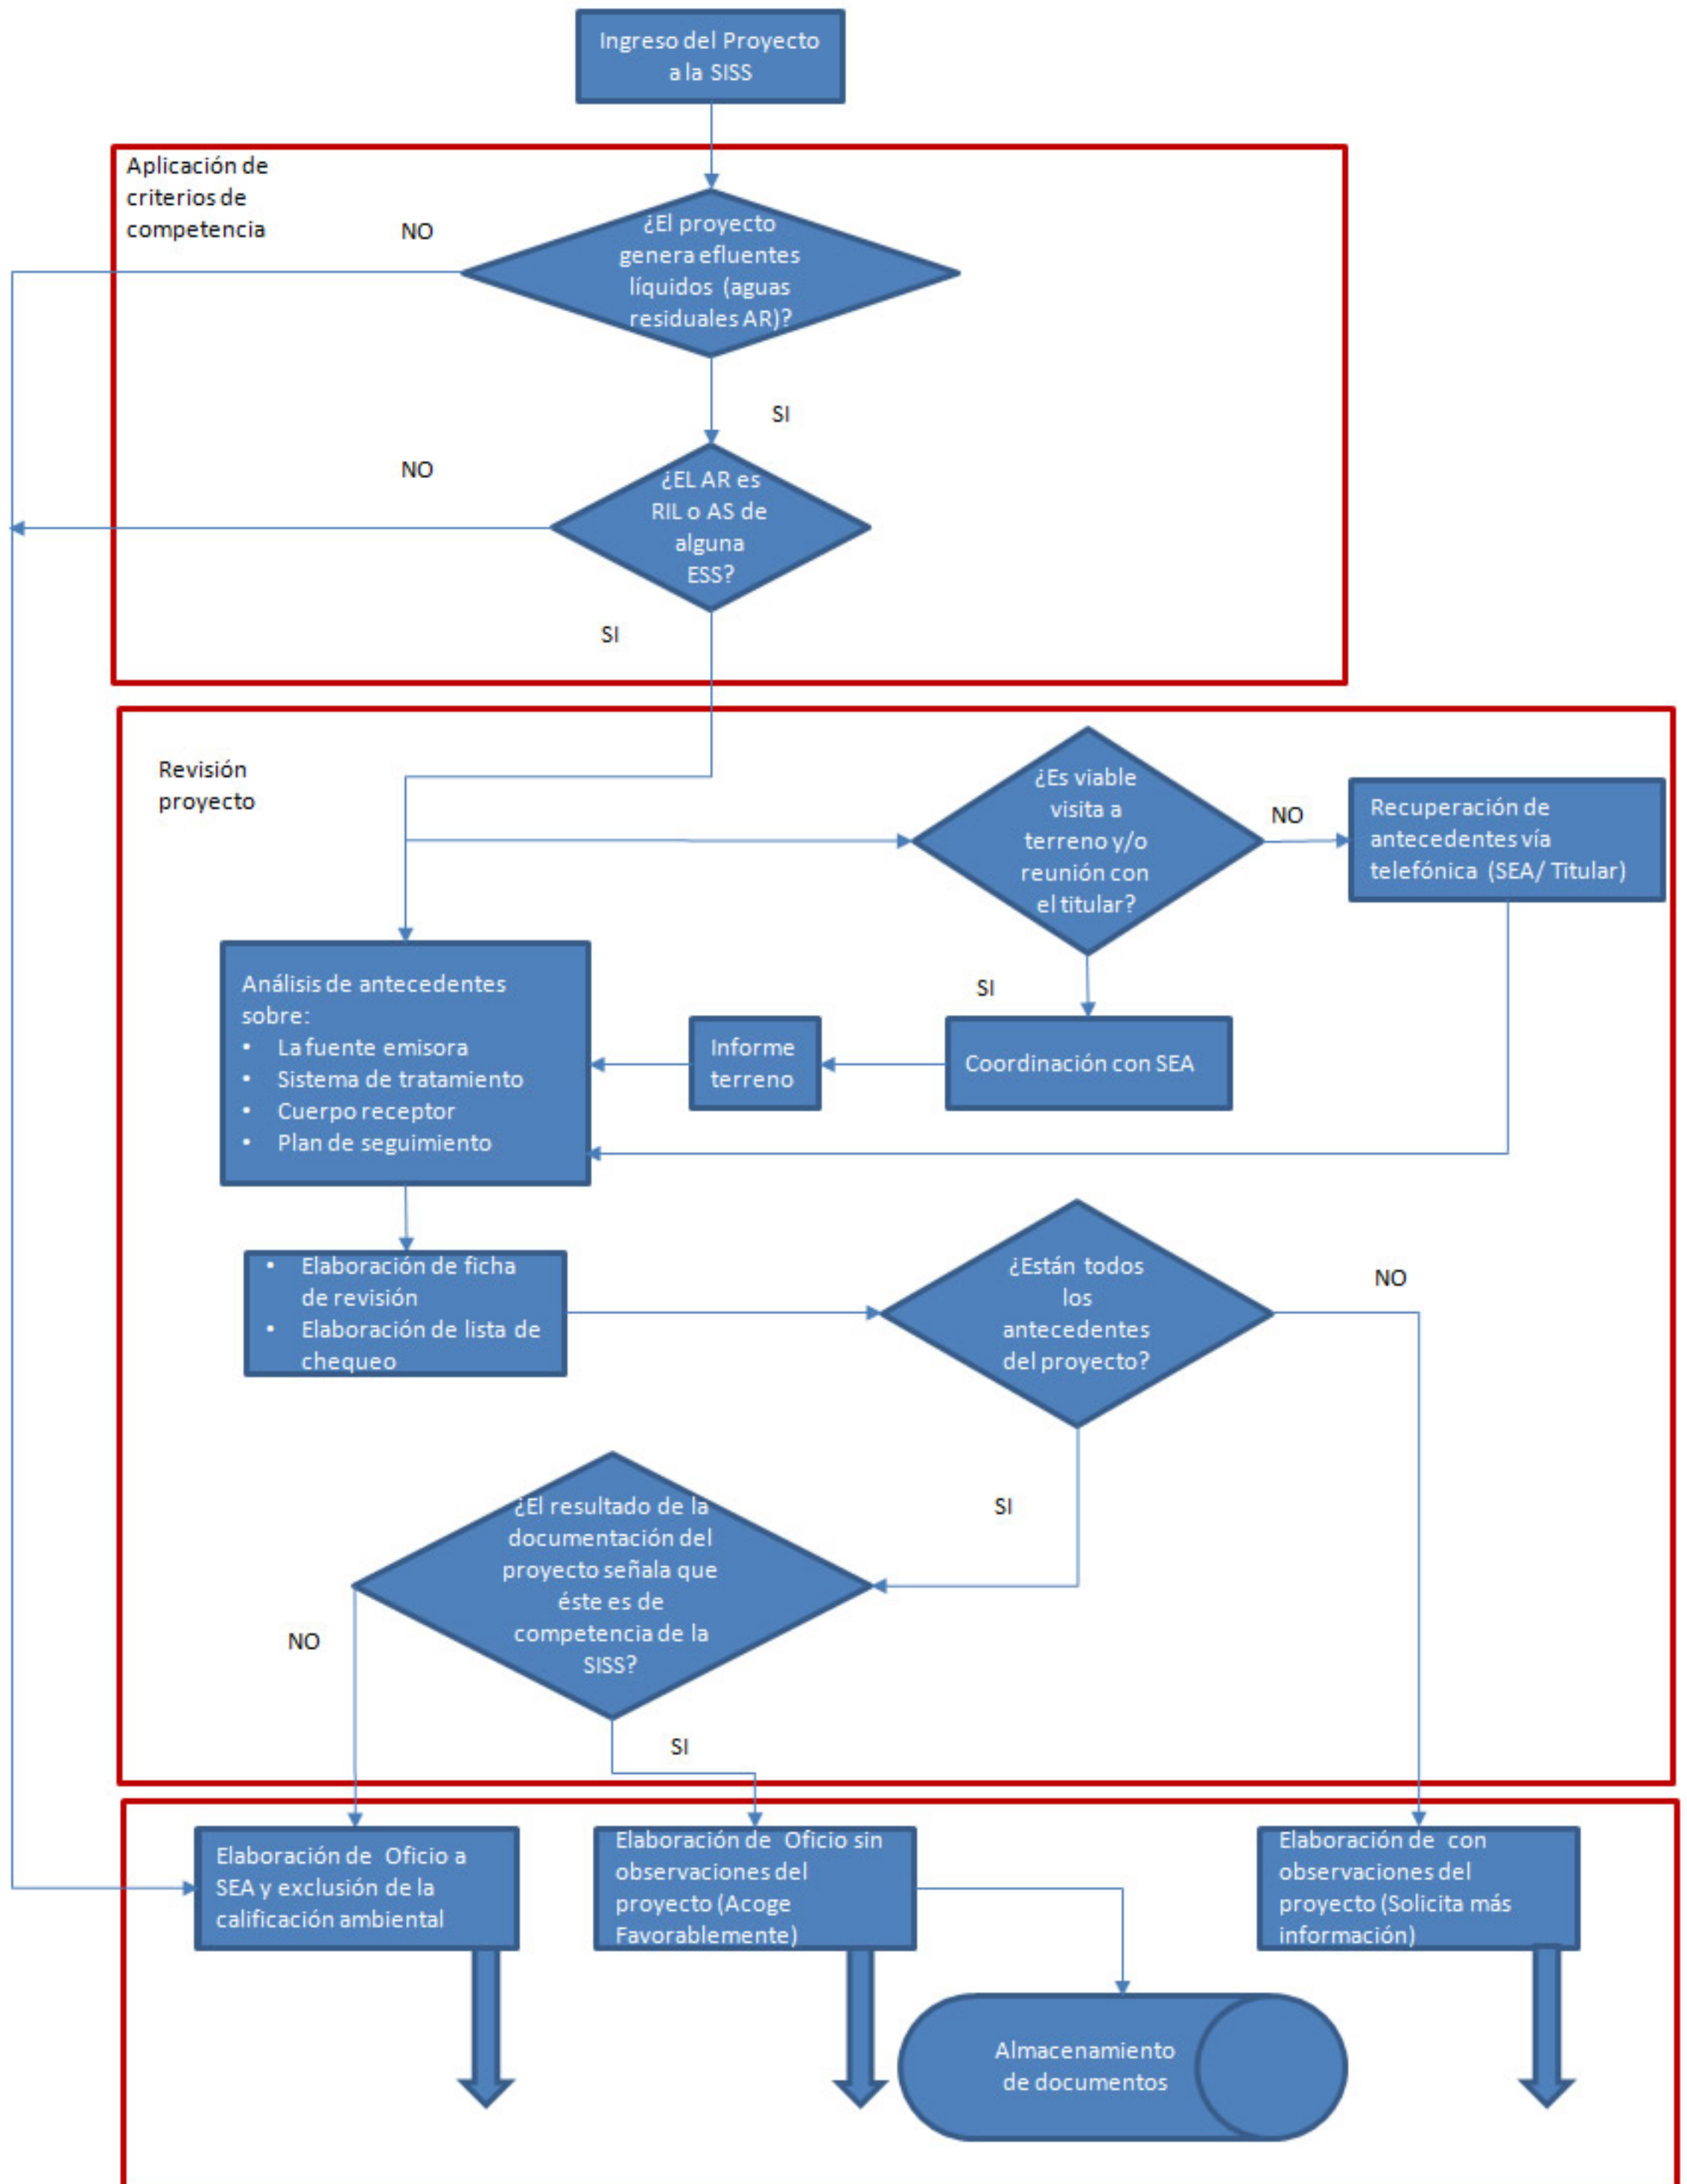 Ingreso del Proyecto
a la SISS
Aplicación de
criterios de
competencia
NO
¿El proyecto
genera efluentes
líquidos (aguas
residuales AR)?
SI
NO
¿EL AR es
RIL o AS de
alguna
ESS?
SI
Revisión
proyecto
¿Es viable
visita a
terreno y/o
reunión con
el titular?
NO
Recuperación de
antecedentes vía
telefónica (SEA/ Titular)
SI
Análisis de antecedentes
sobre:
• La fuente emisora
• Sistema de tratamiento
• Cuerpo receptor
• Plan de seguimiento
Informe
terreno
Coordinación con SEA
• Elaboración de ficha
de revisión
• Elaboración de lista de
chequeo
¿Están todos
los
antecedentes
del proyecto?
NO
SI
¿El resultado de la
documentación del
proyecto señala que
éste es de
competencia de la
SISS?
NO
SI
Elaboración de Oficio a
SEA y exclusión de la
calificación ambiental
Elaboración de Oficio sin
observaciones del
proyecto (Acoge
Favorablemente)
Elaboración de con
observaciones del
proyecto (Solicita más
información)
Almacenamiento
de documentos